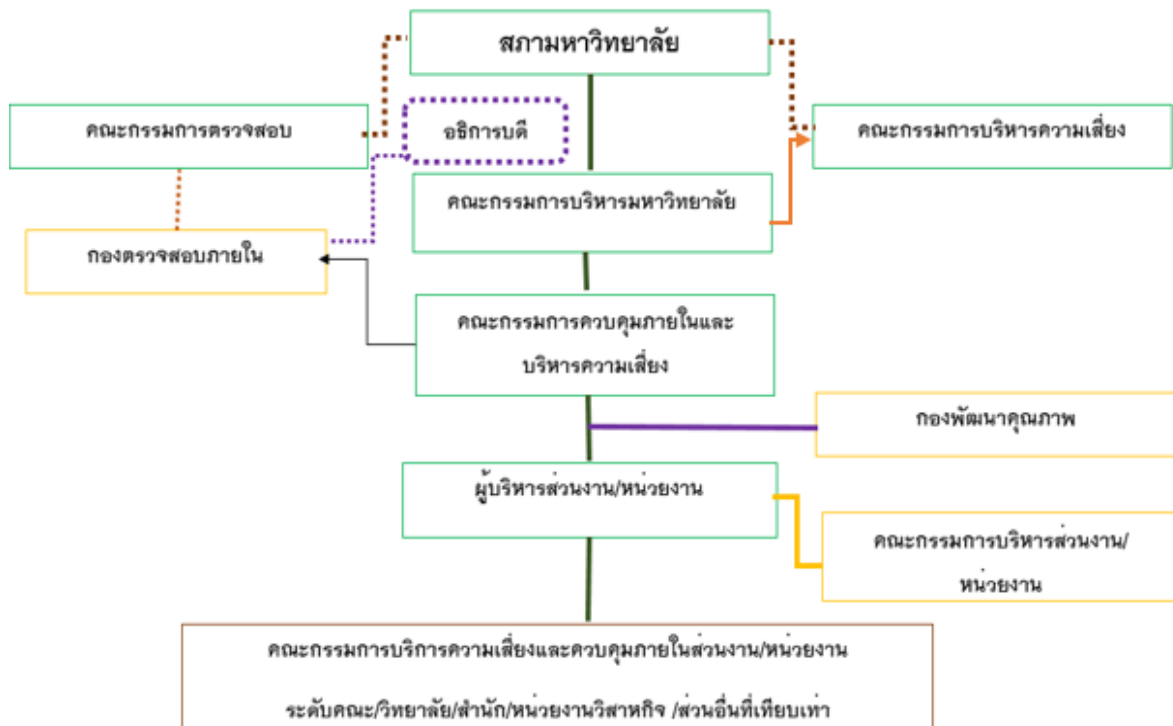 สภามหาวิทยาลัย
คณะกรรมการตรวจสอบ
อธิการบดี
คณะกรรมการบริหารความเสี่ยง
คณะกรรมการบริหารมหาวิทยาลัย
กองตรวจสอบภายใน
คณะกรรมการควบคุมภายในและ
บริหารความเสี่ยง
กองพัฒนาคุณภาพ
ผู้บริหารส่วนงาน/หน่วยงาน
คณะกรรมการบริหารส่วนงาน/
หน่วยงาน
คณะกรรมการบริการความเสี่ยงและควบคุมภายในส่วนงาน/หน่วยงาน
ระดับคณะ/วิทยาลัย/สำนัก/หน่วยงานวิสาหกิจ /ส่วนอื่นที่เทียบเท่า